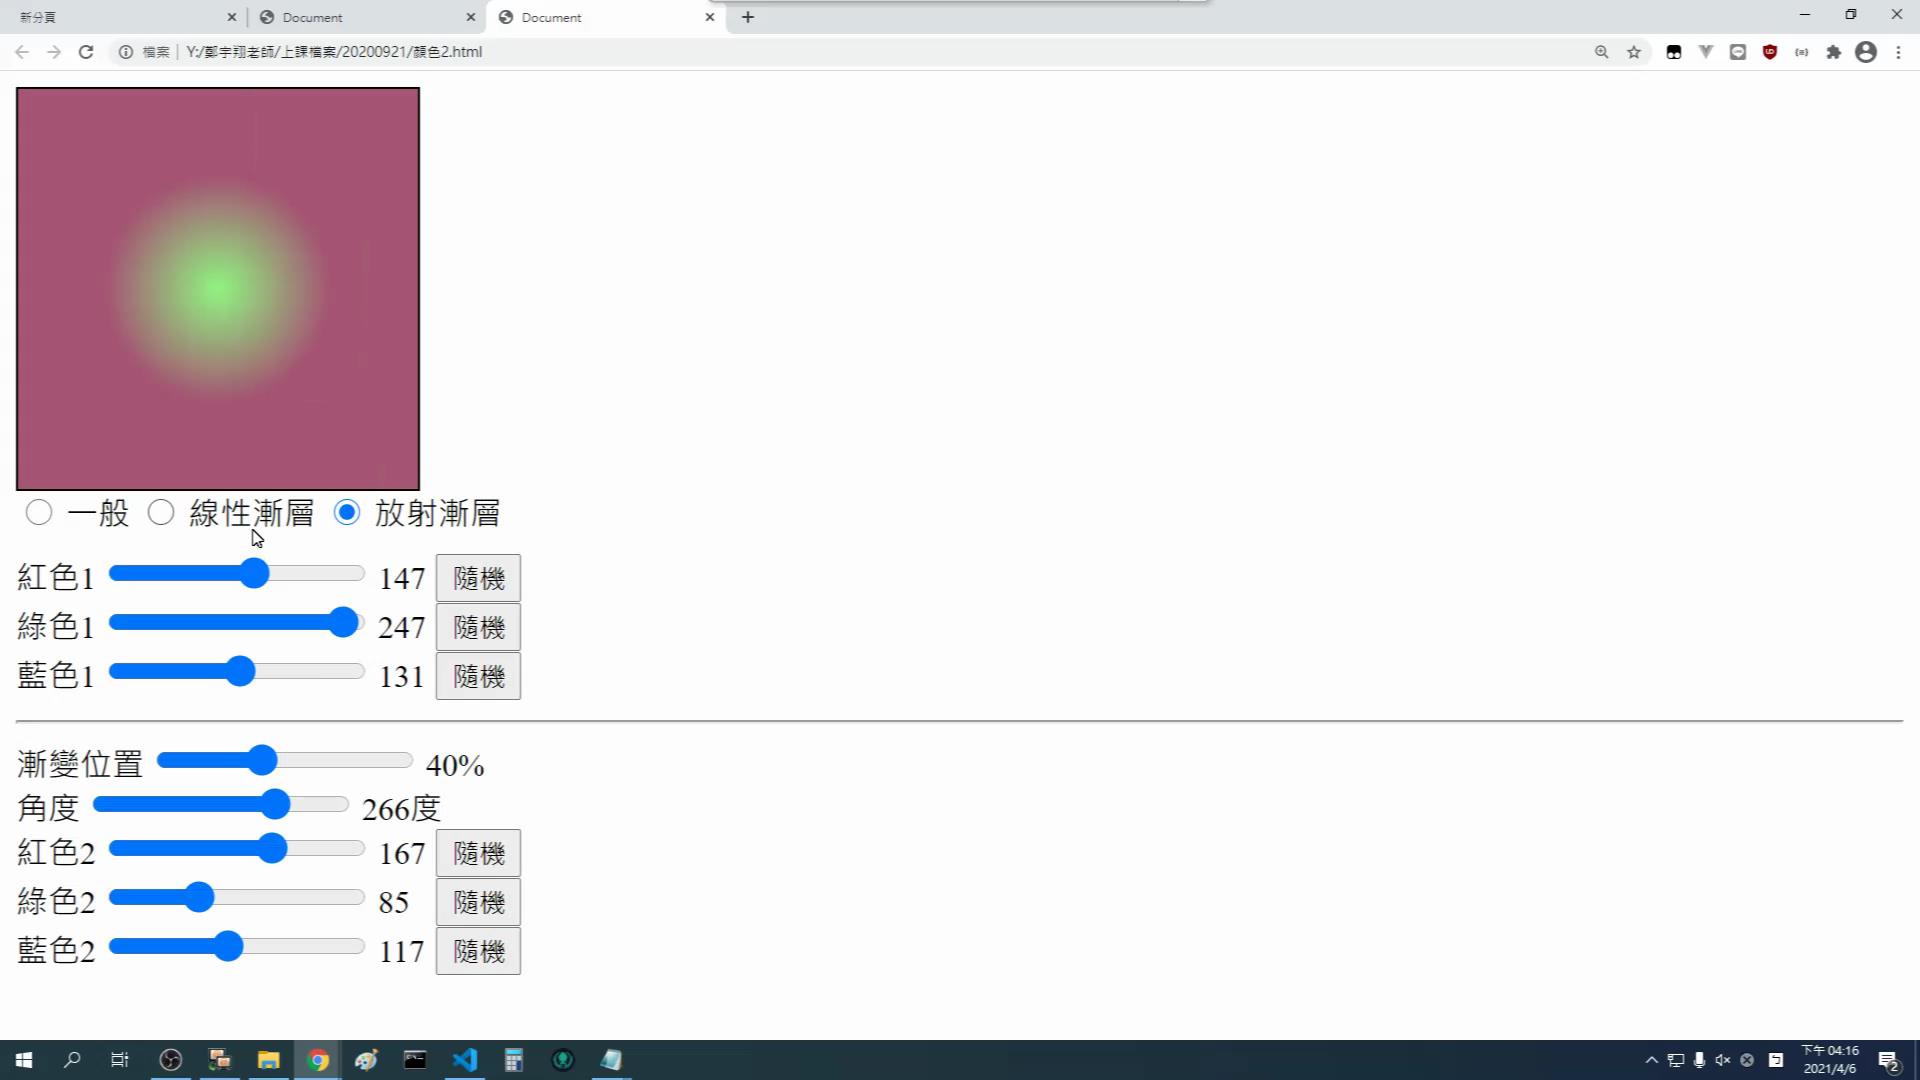 新分頁
Document
Document
檔案
Y:/鄭宇翔老師/上課檔案/20200921/顏色2.html
一般 線性漸層 放射漸層
紅色1 147 隨機
綠色1 247 隨機
藍色1 131 隨機
漸變位置 40%
角度 266度
紅色2 167 隨機
綠色2 85 隨機
藍色2 117 隨機
下午 04:16
2021/4/6
2